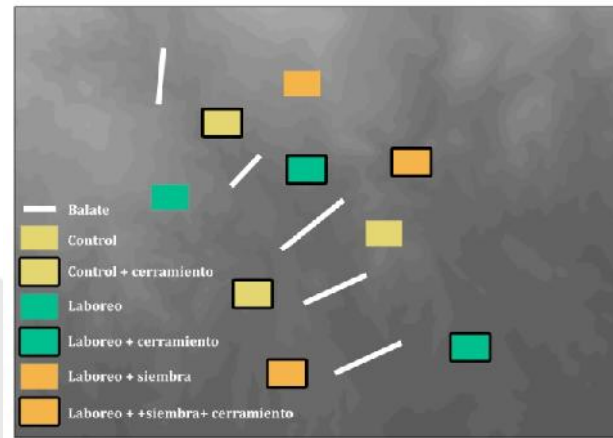 Balate
Control
Control + cerramiento
Laboreo
Laboreo + cerramiento
Laboreo + siembra
Laboreo + +siembra+ cerramiento